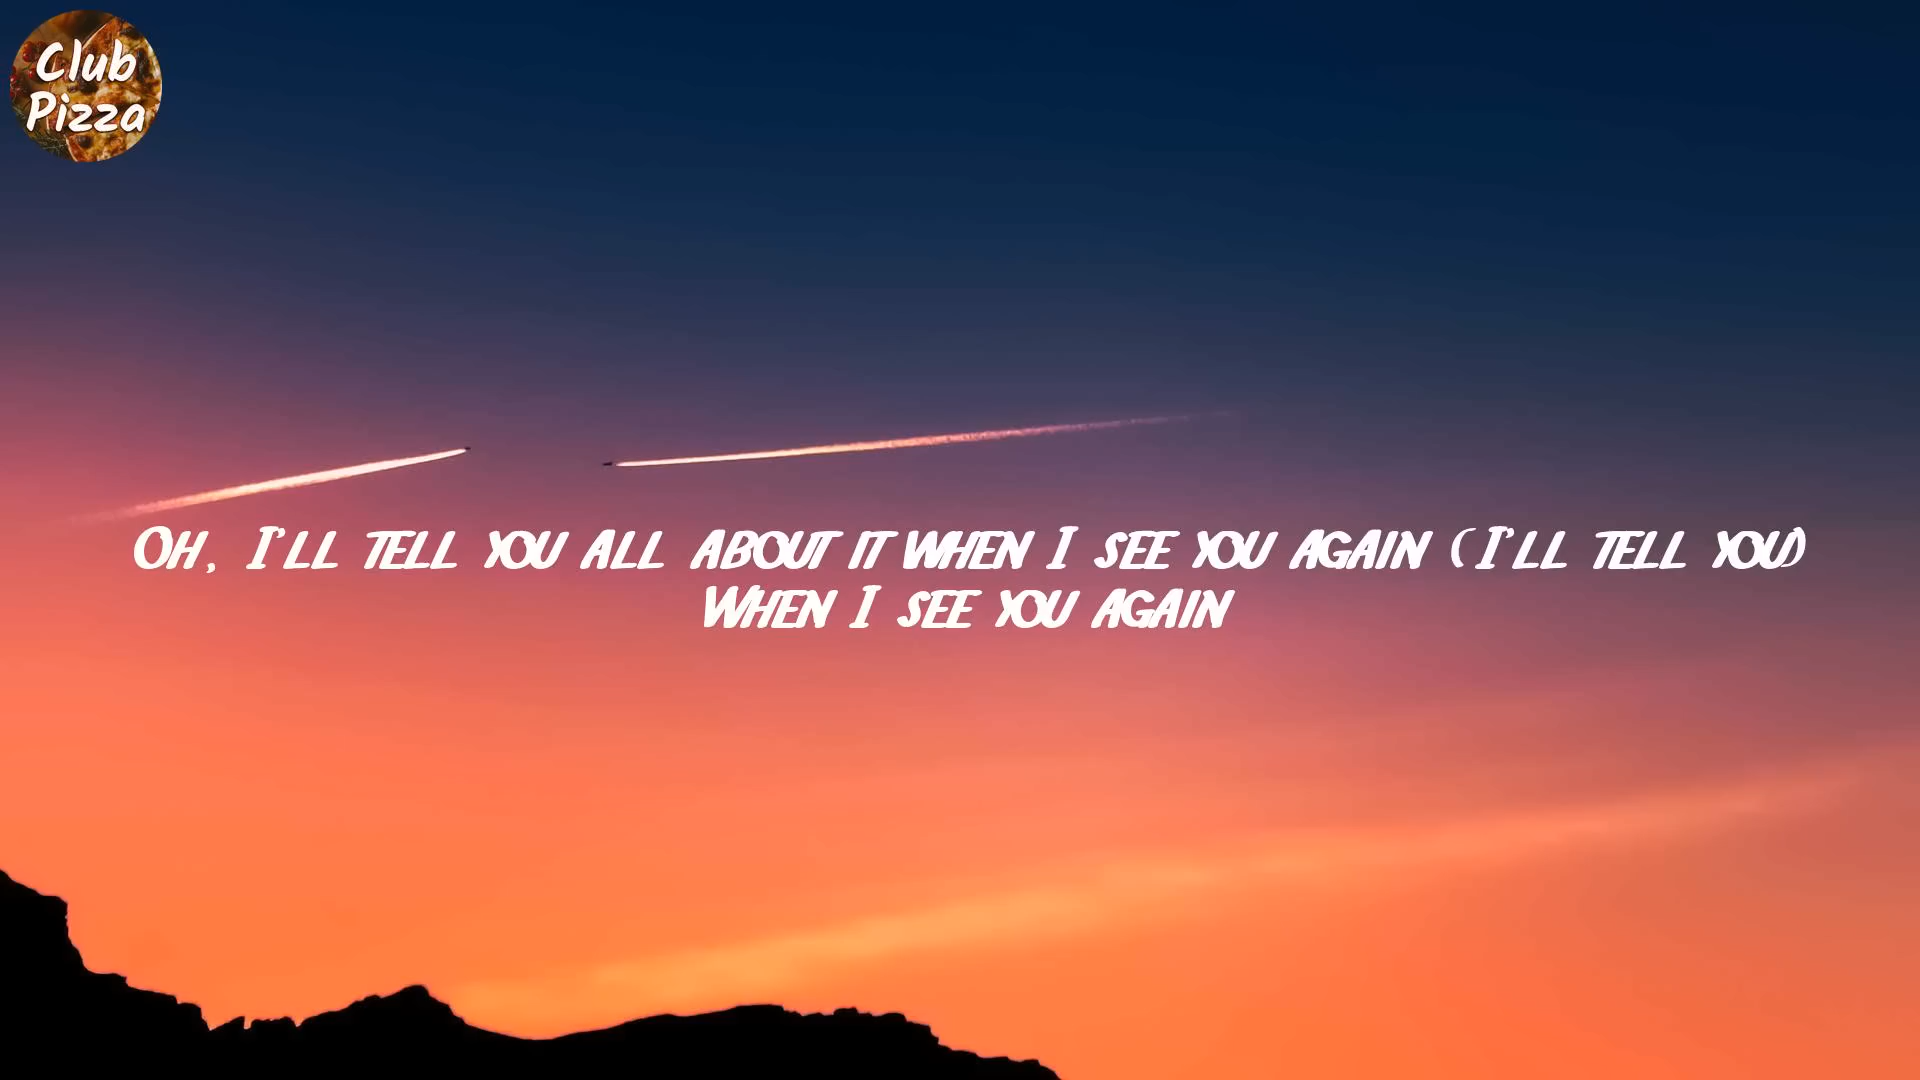 Club
Pizza
Oh, I'll tell you all about it when I see you again (I'll tell you)
When I see you again